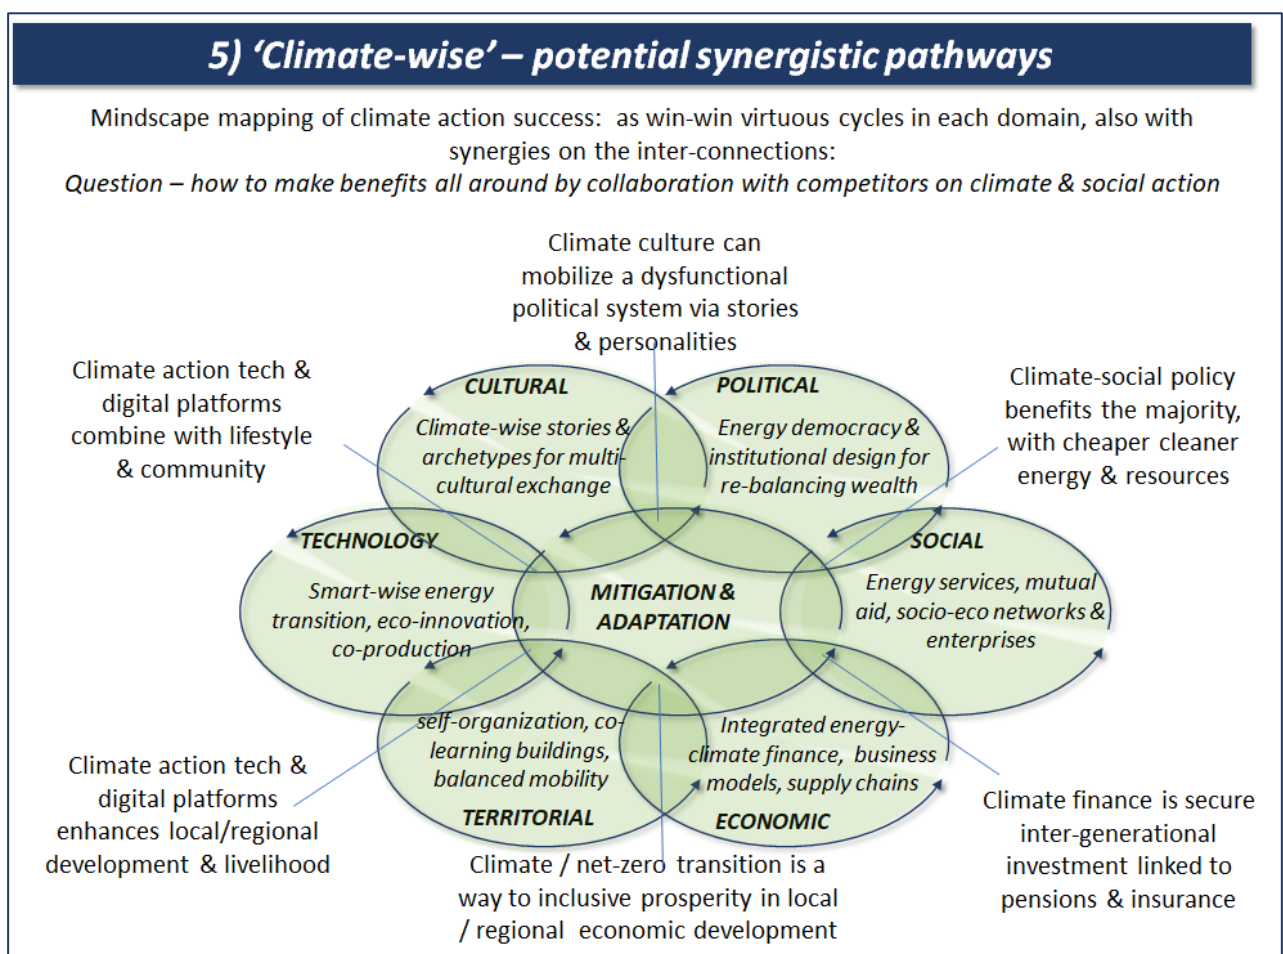 5) ‘Climate-wise’ – potential synergistic pathways
Mindscape mapping of climate action success:  as win-win virtuous cycles in each domain, also with
synergies on the inter-connections:
Question – how to make benefits all around by collaboration with competitors on climate & social action
Climate culture can
mobilize a dysfunctional
political system via stories
& personalities
Climate action tech &
digital platforms
combine with lifestyle
& community
Climate-social policy
benefits the majority,
with cheaper cleaner
energy & resources
CULTURAL
Climate-wise stories &
archetypes for multi-
cultural exchange
POLITICAL
Energy democracy &
institutional design for
re-balancing wealth
TECHNOLOGY
Smart-wise energy
transition, eco-innovation,
co-production
MITIGATION &
ADAPTATION
SOCIAL
Energy services, mutual
aid, socio-eco networks &
enterprises
self-organization, co-
learning buildings,
balanced mobility
TERRITORIAL
Integrated energy-
climate finance,  business
models, supply chains
ECONOMIC
Climate action tech &
digital platforms
enhances local/regional
development & livelihood
Climate / net-zero transition is a
way to inclusive prosperity in local
/ regional  economic development
Climate finance is secure
inter-generational
investment linked to
pensions & insurance